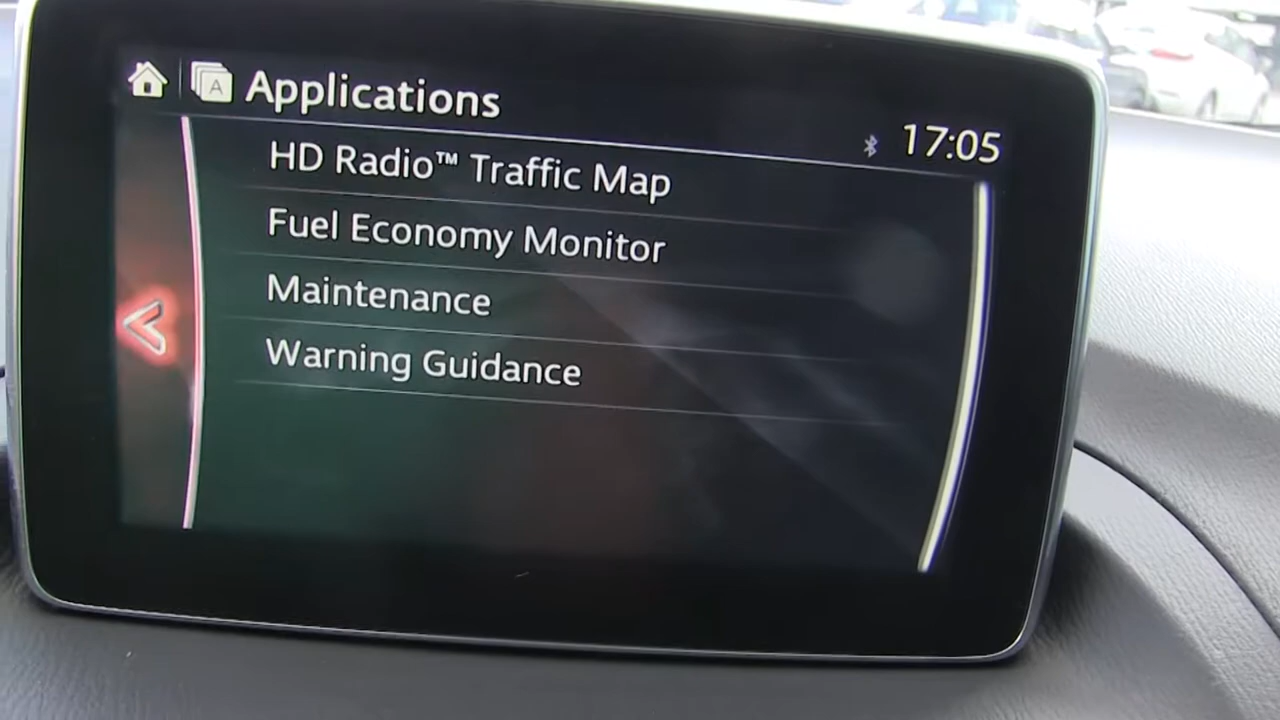 Applications
17:05
HD Radio™ Traffic Map
Fuel Economy Monitor
Maintenance
Warning Guidance